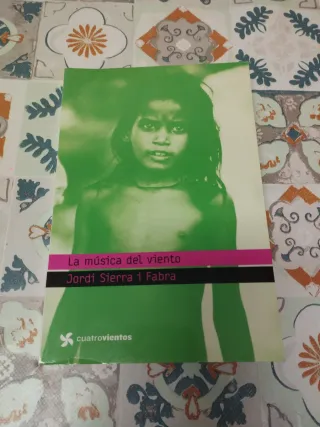 La música del viento
Jordi Sierra i Fabra
cuatrovientos